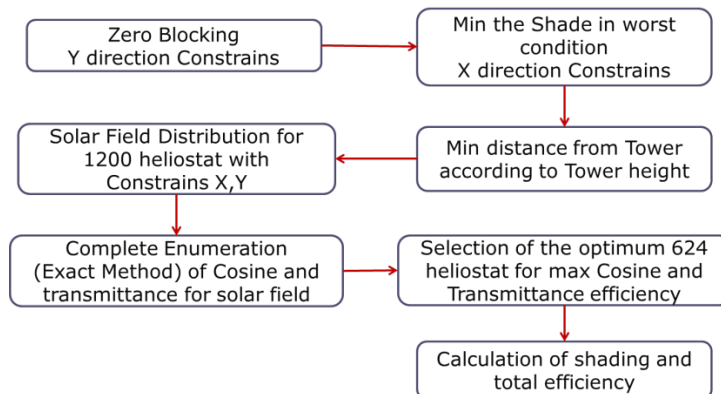 Zero Blocking
Y direction Constrains
Min the Shade in worst
condition
X direction Constrains
Min distance from Tower
according to Tower height
Solar Field Distribution for
1200 heliostat with
Constrains X,Y
Complete Enumeration
(Exact Method) of Cosine and
transmittance for solar field
Selection of the optimum 624
heliostat for max Cosine and
Transmittance efficiency
Calculation of shading and
total efficiency